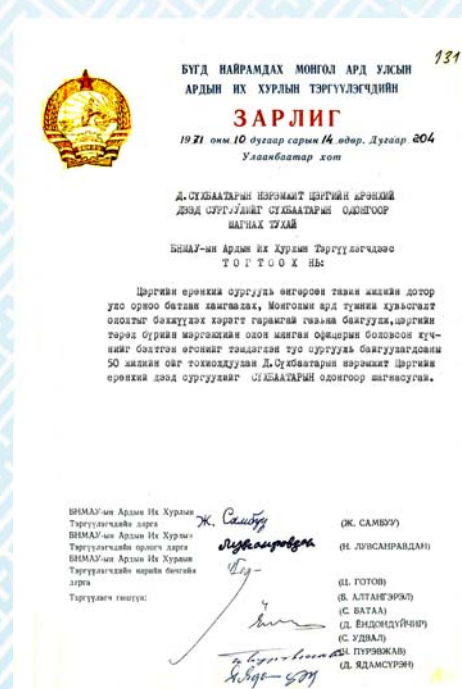 131
БҮГД НАЙРАМДАХ МОНГОЛ АРД УЛСЫН
АРДЫН ИХ ХУРЛЫН ТЭРГҮҮЛЭГЧДИЙН
ЗАРЛИГ
1971 оны 10 дугаар сарын 14 өдөр. Дугаар 204
Улаанбаатар хот
Д.СҮХБААТАРЫН НЭРЭМЖИТ ЦЭРГИЙН ЕРӨНХИЙ
ДЭЭД СУРГУУЛИЙГ СҮХБААТАРЫН ОДОНГООР
ШАГНАХ ТУХАЙ
БНМАУ-ын Ардын Их Хурлын Тэргүүлэгчдээс
ТОГТООХ НЬ:
Цэргийн ерөнхий сургууль өнгөрсөн тавин жилийн дотор
улс орноо батлан хамгаалах, Монголын ард түмний хувьсгалт
ололтыг бэхжүүлэх хэрэгт гарамгай гавьяа байгуулж, цэргийн
төрөл бүрийн мэргэжлийн олон мянган офицерын боловсон хүч-
нийг бэлтгэн өгснийг тэмдэглэн тус сургууль байгуулагдсаны
50 жилийн ойг тохиолдуулан Д.Сүхбаатарын нэрэмжит Цэргийн
ерөнхий дээд сургуулийг СҮХБААТАРЫН одонгоор шагнасугай.
БНМАУ-ын Ардын Их Хурлын
Тэргүүлэгчдийн дарга Ж. Самбуу (Ж. САМБУУ)
БНМАУ-ын Ардын Их Хурлын
Тэргүүлэгчдийн орлогч дарга Лувсанравдан (Н. ЛУВСАНРАВДАН)
БНМАУ-ын Ардын Их Хурлын
Тэргүүлэгчдийн нарийн бичгийн
дарга (Ц. ГОТОВ)
Тэргүүлэгч гишүүн: (Б. АЛТАНГЭРЭЛ)
(С. БАТАА)
(Д. ЁНДОНДҮЙЧИР)
(С. УДВАЛ)
(Н. ПҮРЭВЖАВ)
(Д. ЯДАМСҮРЭН)